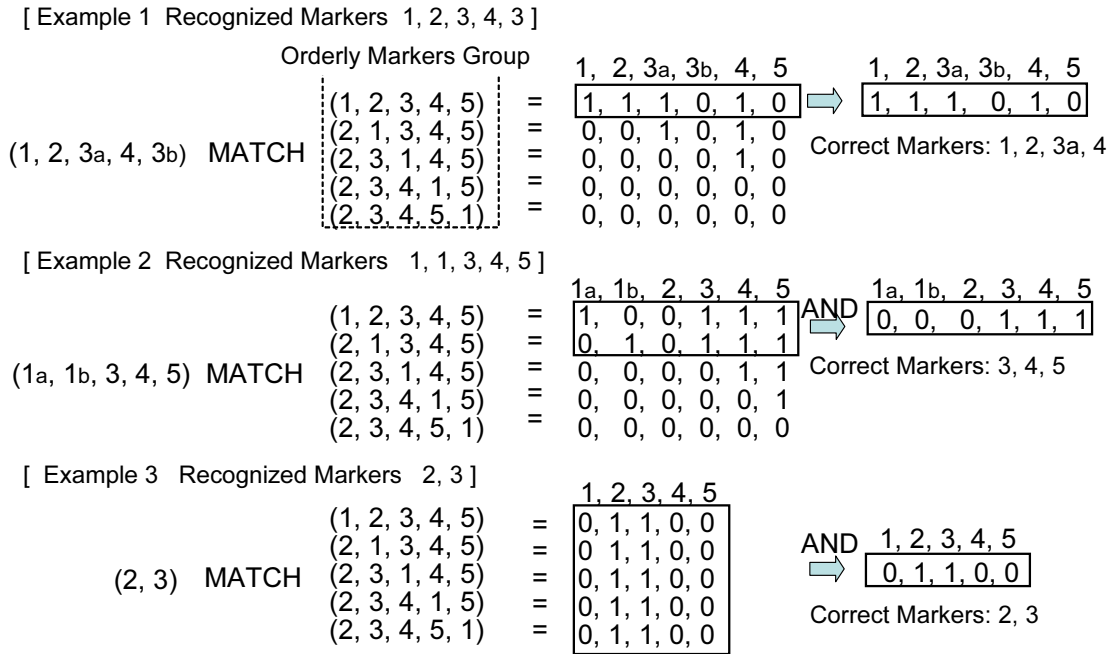 [ Example 1 Recognized Markers 1, 2, 3, 4, 3 ]
Orderly Markers Group
1, 2, 3a, 3b, 4, 5
1, 2, 3a, 3b, 4, 5
(1, 2, 3, 4, 5) = 1, 1, 1, 0, 1, 0
1, 1, 1, 0, 1, 0
(2, 1, 3, 4, 5) = 0, 0, 1, 0, 1, 0
(1, 2, 3a, 4, 3b) MATCH (2, 3, 1, 4, 5) = 0, 0, 0, 0, 1, 0
Correct Markers: 1, 2, 3a, 4
(2, 3, 4, 1, 5) = 0, 0, 0, 0, 0, 0
(2, 3, 4, 5, 1) = 0, 0, 0, 0, 0, 0
[ Example 2 Recognized Markers 1, 1, 3, 4, 5 ]
1a, 1b, 2, 3, 4, 5
1a, 1b, 2, 3, 4, 5
(1, 2, 3, 4, 5) = 1, 0, 0, 1, 1, 1
AND
0, 0, 0, 1, 1, 1
(2, 1, 3, 4, 5) = 0, 1, 0, 1, 1, 1
(1a, 1b, 3, 4, 5) MATCH (2, 3, 1, 4, 5) = 0, 0, 0, 0, 1, 1
Correct Markers: 3, 4, 5
(2, 3, 4, 1, 5) = 0, 0, 0, 0, 0, 1
(2, 3, 4, 5, 1) = 0, 0, 0, 0, 0, 0
[ Example 3 Recognized Markers 2, 3 ]
1, 2, 3, 4, 5
(1, 2, 3, 4, 5) = 0, 1, 1, 0, 0
(2, 1, 3, 4, 5) = 0 1, 1, 0, 0
AND 1, 2, 3, 4, 5
(2, 3) MATCH (2, 3, 1, 4, 5) = 0, 1, 1, 0, 0
0, 1, 1, 0, 0
(2, 3, 4, 1, 5) = 0, 1, 1, 0, 0
Correct Markers: 2, 3
(2, 3, 4, 5, 1) = 0, 1, 1, 0, 0